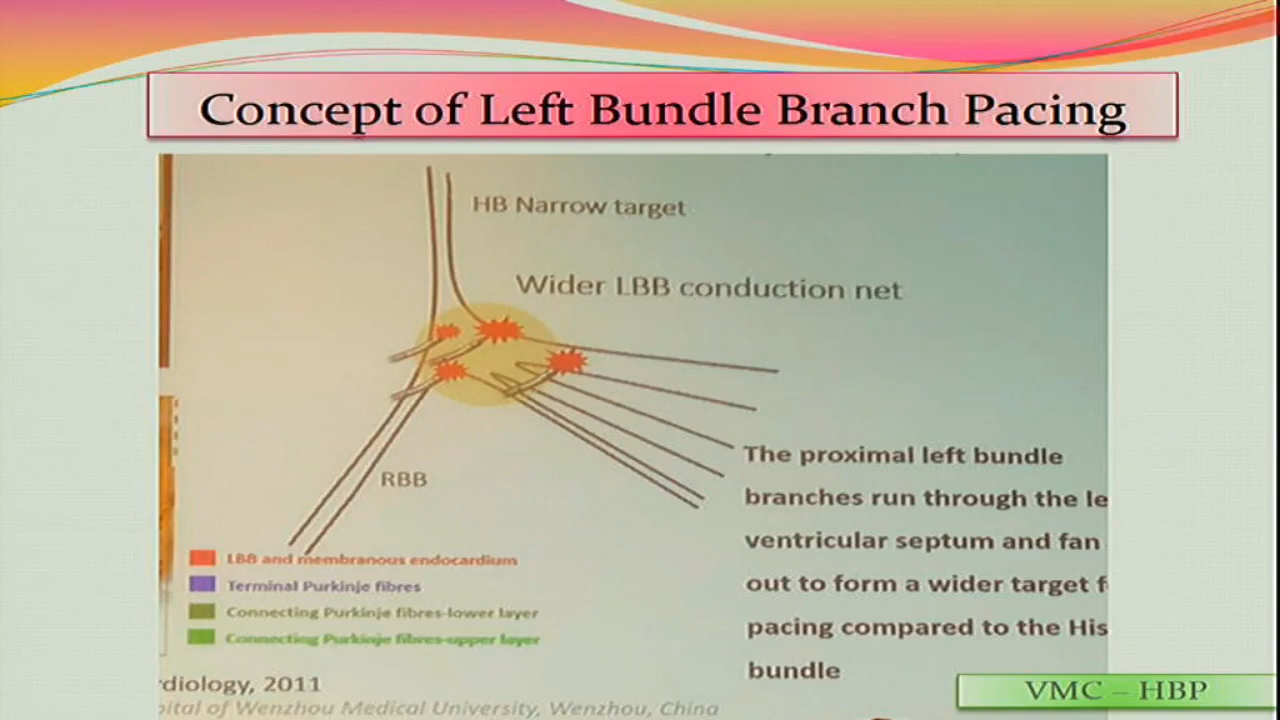 Concept of Left Bundle Branch Pacing
HB Narrow target
Wider LBB conduction net
The proximal left bundle
branches run through the le
ventricular septum and fan
out to form a wider target f
pacing compared to the His
bundle
RBB
LBB and membranous endocardium
Terminal Purkinje fibres
Connecting Purkinje fibres-lower layer
Connecting Purkinje fibres-upper layer
diology, 2011
pital of Wenzhou Medical University, Wenzhou, China
VMC – HBP